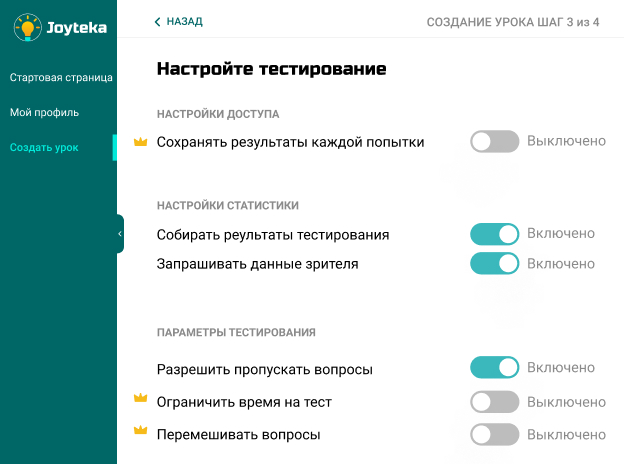 Joyteka
НАЗАД
СОЗДАНИЕ УРОКА ШАГ 3 из 4
Стартовая страница
Мой профиль
Создать урок
Настройте тестирование
НАСТРОЙКИ ДОСТУПА
Сохранять результаты каждой попытки Выключено
НАСТРОЙКИ СТАТИСТИКИ
Собирать реультаты тестирования Включено
Запрашивать данные зрителя Включено
ПАРАМЕТРЫ ТЕСТИРОВАНИЯ
Разрешить пропускать вопросы Включено
Ограничить время на тест Выключено
Перемешивать вопросы Выключено